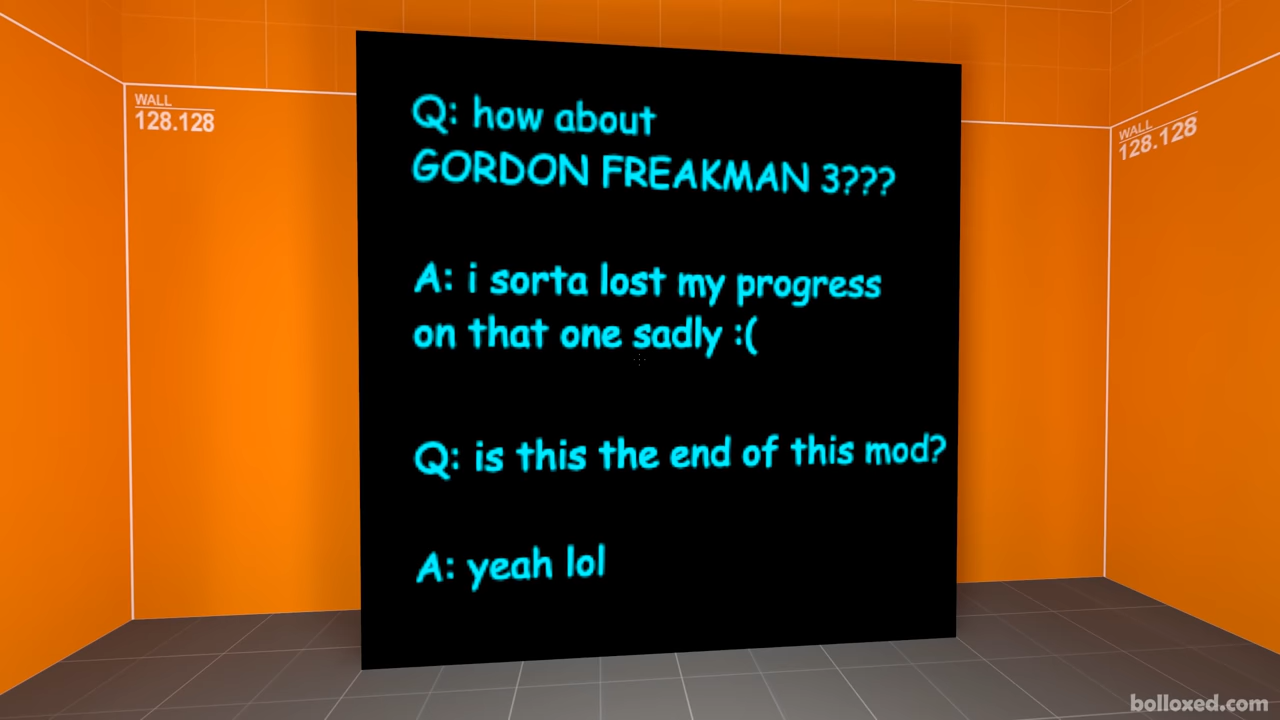 WALL
128.128
WALL
128.128
Q: how about
GORDON FREAKMAN 3???
A: i sorta lost my progress
on that one sadly :(
Q: is this the end of this mod?
A: yeah lol
bolloxed.com